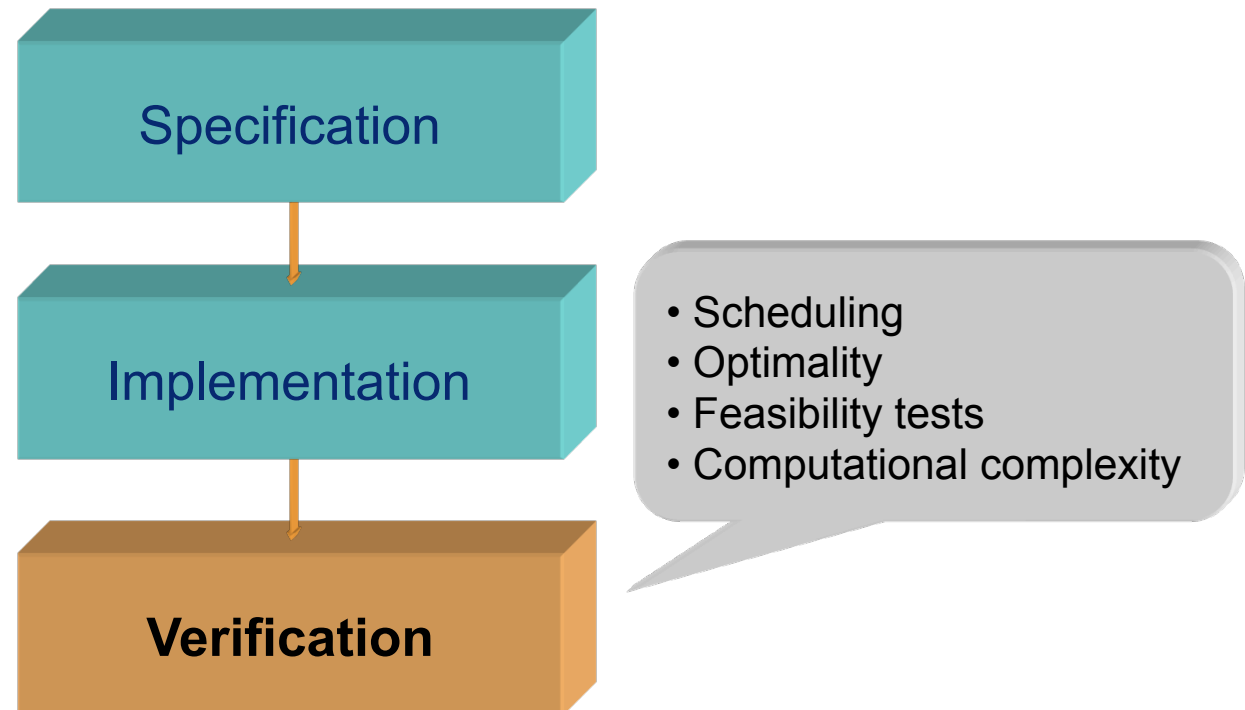 Specification
Implementation
• Scheduling
• Optimality
• Feasibility tests
• Computational complexity
Verification